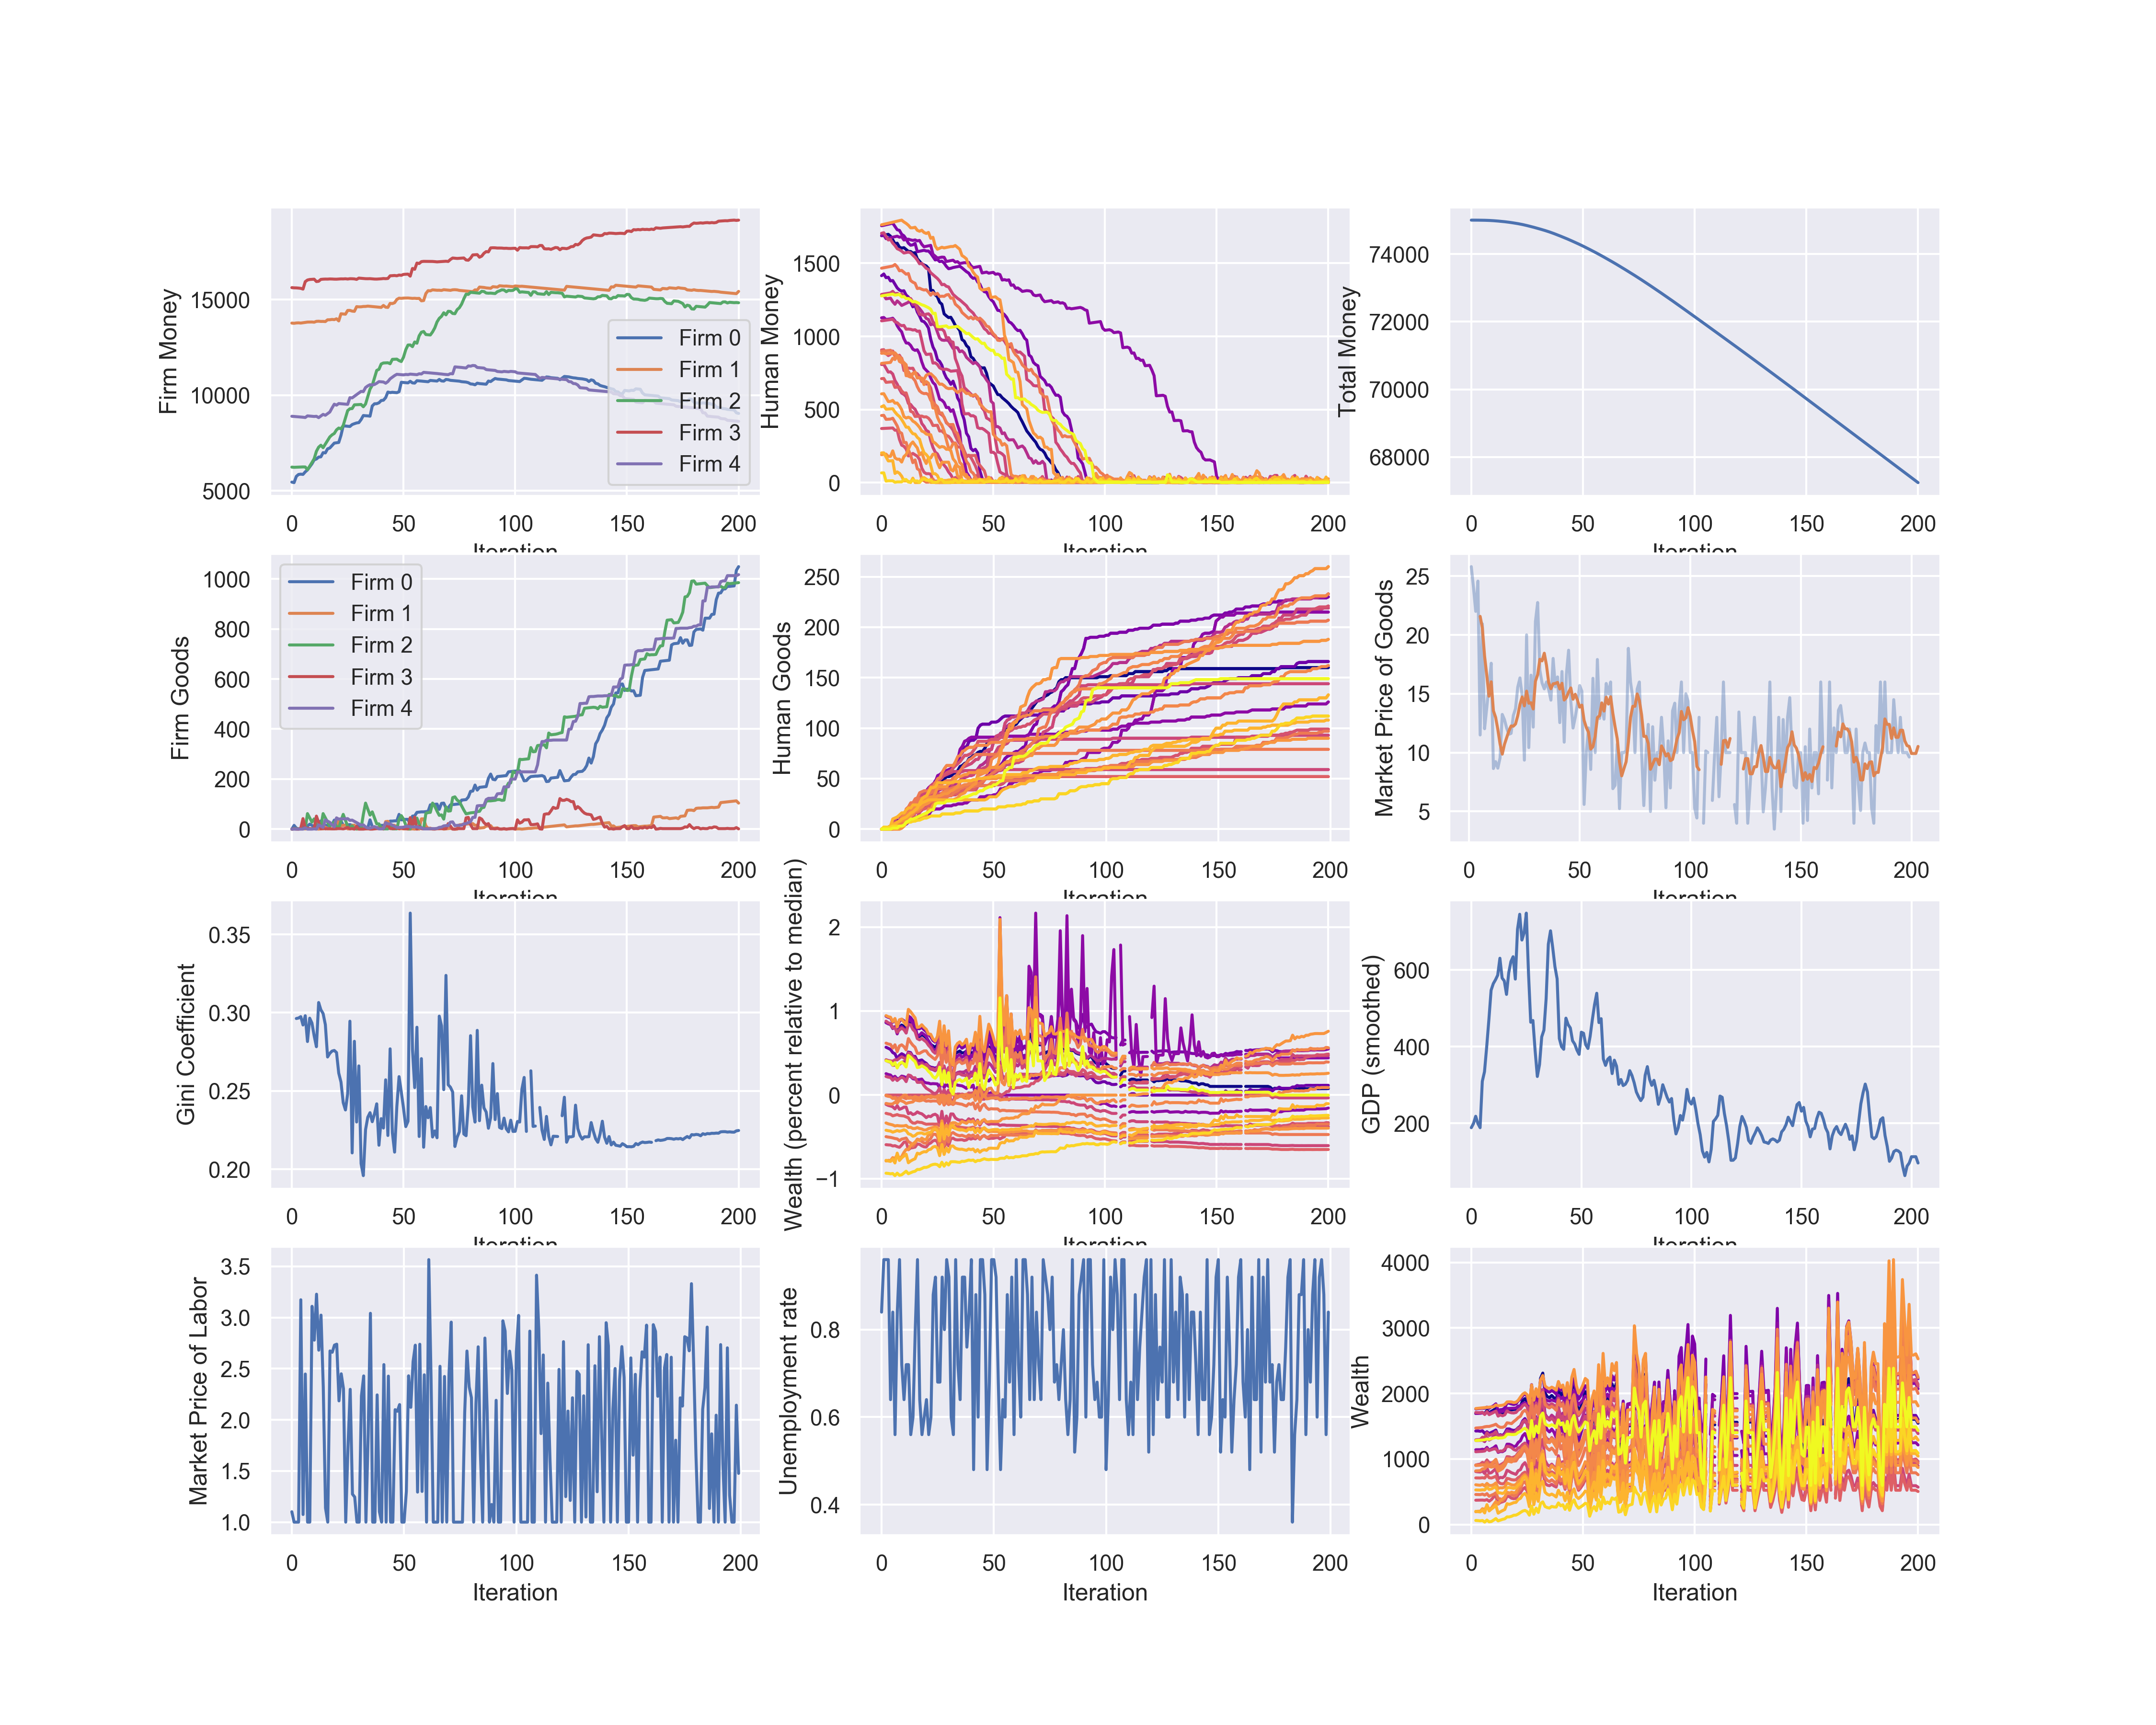 Firm Money
15000
10000
5000
Firm 0
Firm 1
Firm 2
Firm 3
Firm 4
0 50 100 150 200
Iteration
Human Money
1500
1000
500
0
0 50 100 150 200
Iteration
Total Money
74000
72000
70000
68000
0 50 100 150 200
Iteration
Firm Goods
1000
800
600
400
200
0
Firm 0
Firm 1
Firm 2
Firm 3
Firm 4
0 50 100 150 200
Iteration
Human Goods
250
200
150
100
50
0
0 50 100 150 200
Iteration
Market Price of Goods
25
20
15
10
5
0 50 100 150 200
Iteration
Gini Coefficient
0.35
0.30
0.25
0.20
0 50 100 150 200
Iteration
Wealth (percent relative to median)
2
1
0
−1
0 50 100 150 200
Iteration
GDP (smoothed)
600
400
200
0 50 100 150 200
Iteration
Market Price of Labor
3.5
3.0
2.5
2.0
1.5
1.0
0 50 100 150 200
Iteration
Unemployment rate
0.8
0.6
0.4
0 50 100 150 200
Iteration
Wealth
4000
3000
2000
1000
0
0 50 100 150 200
Iteration